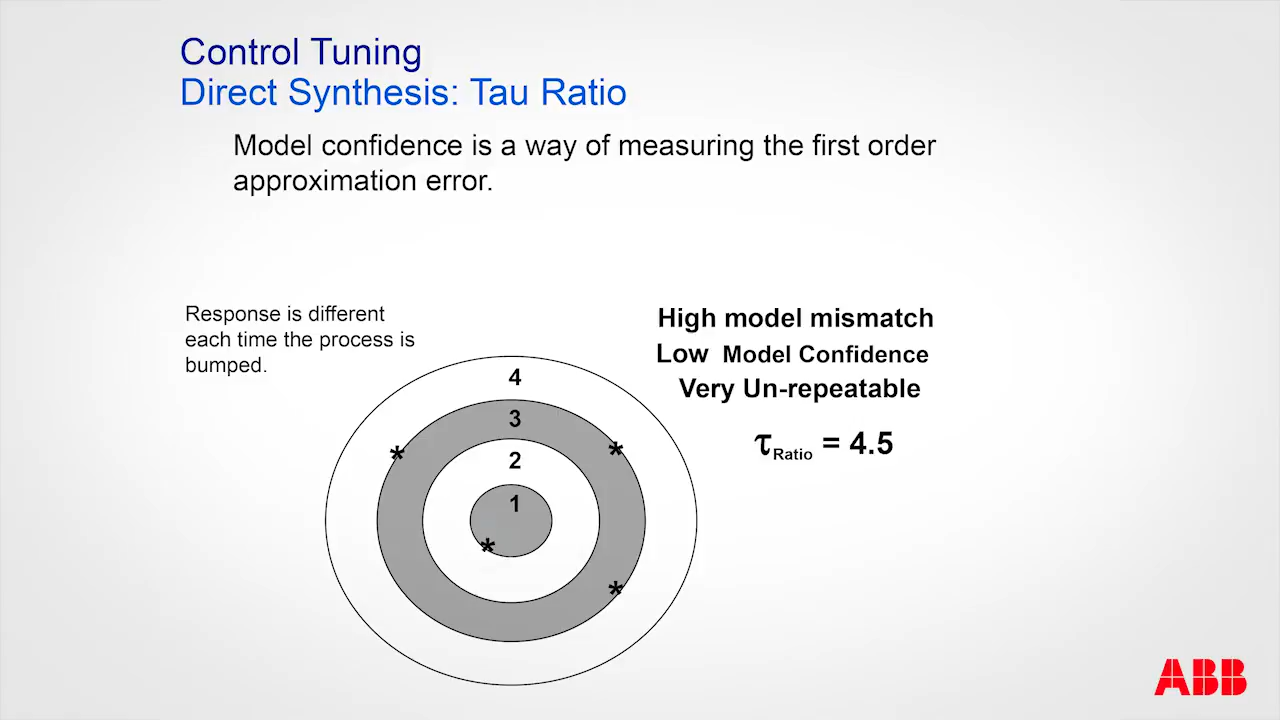 Control Tuning
Direct Synthesis: Tau Ratio
Model confidence is a way of measuring the first order
approximation error.
Response is different
each time the process is
bumped.
High model mismatch
Low Model Confidence
Very Un-repeatable
τRatio = 4.5
4
3
* *
2
1
*
*
ABB